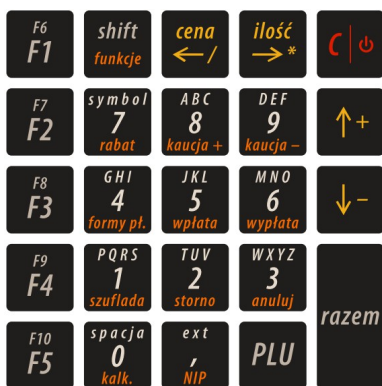 F6
F1
shift
funkcje
cena
← /
ilość
→ *
C | ⏻
F7
F2
symbol
7
rabat
ABC
8
kaucja +
DEF
9
kaucja –
↑ +
F8
F3
GHI
4
formy pł.
JKL
5
wpłata
MNO
6
wypłata
↓ –
F9
F4
PQRS
1
szuflada
TUV
2
storno
WXYZ
3
anuluj
razem
F10
F5
spacja
0
kalk.
ext
,
NIP
PLU